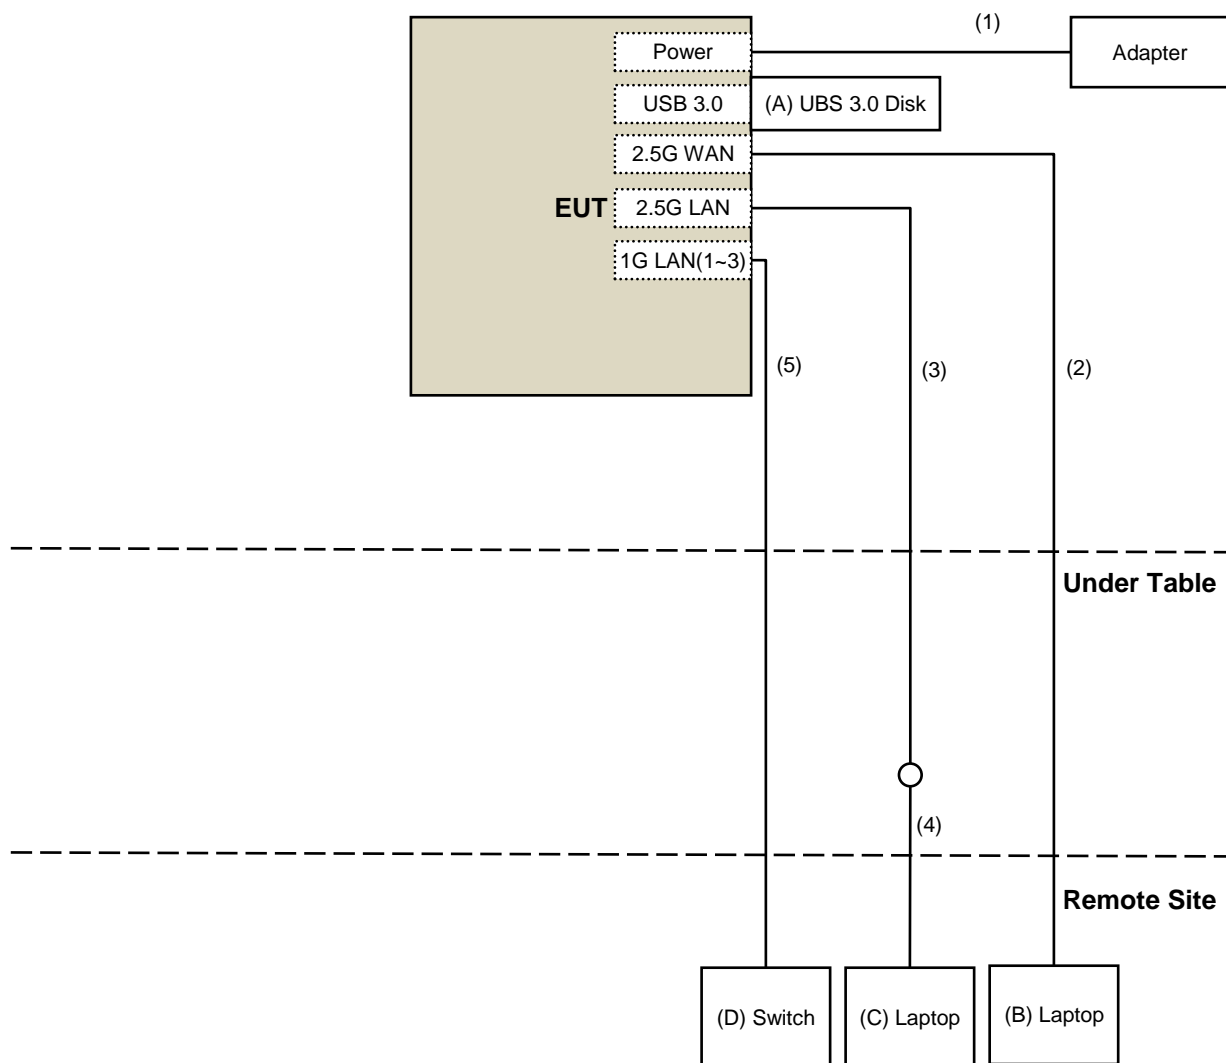 (1)
Power
Adapter
USB 3.0
(A) UBS 3.0 Disk
2.5G WAN
EUT
2.5G LAN
1G LAN(1~3)
(5)
(3)
(2)
Under Table
(4)
Remote Site
(D) Switch
(C) Laptop
(B) Laptop